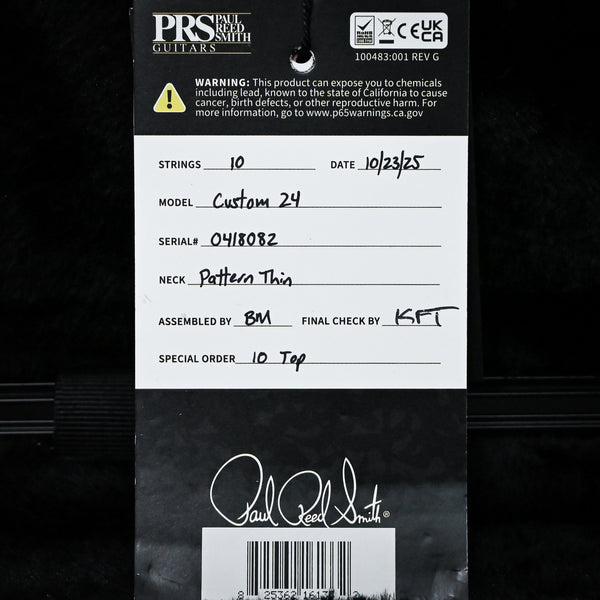 PRS PAUL REED SMITH
GUITARS
RoHS
CE UK CA
100483:001 REV G
WARNING: This product can expose you to chemicals
including lead, known to the state of California to cause
cancer, birth defects, or other reproductive harm. For
more information, go to www.p65warnings.ca.gov
STRINGS 10 DATE 10/23/25
MODEL Custom 24
SERIAL# 0418082
NECK Pattern Thin
ASSEMBLED BY BM FINAL CHECK BY KFT
SPECIAL ORDER 10 Top
Paul Reed Smith®